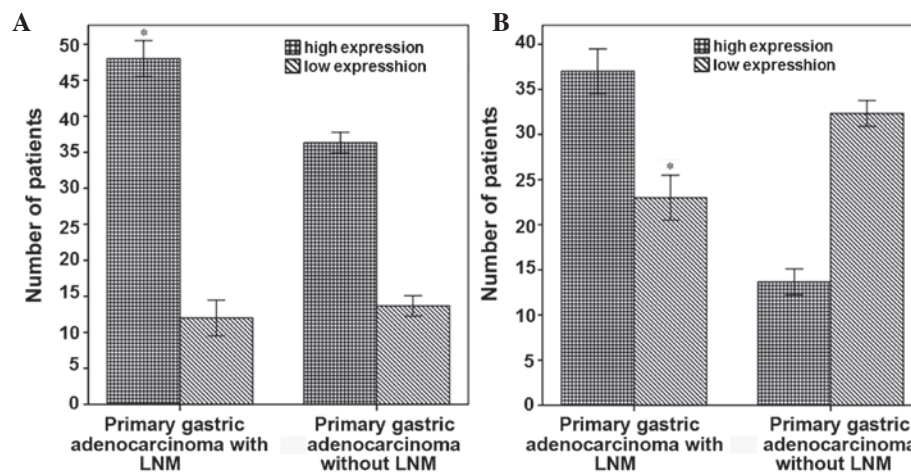 A
Number of patients
50
45
40
35
30
25
20
15
10
5
0
*
high expression
low expresshion
Primary gastric
adenocarcinoma with
LNM
Primary gastric
adenocarcinoma
without LNM
B
Number of patients
40
35
30
25
20
15
10
5
0
*
high expression
low expresshion
Primary gastric
adenocarcinoma with
LNM
Primary gastric
adenocarcinoma
without LNM